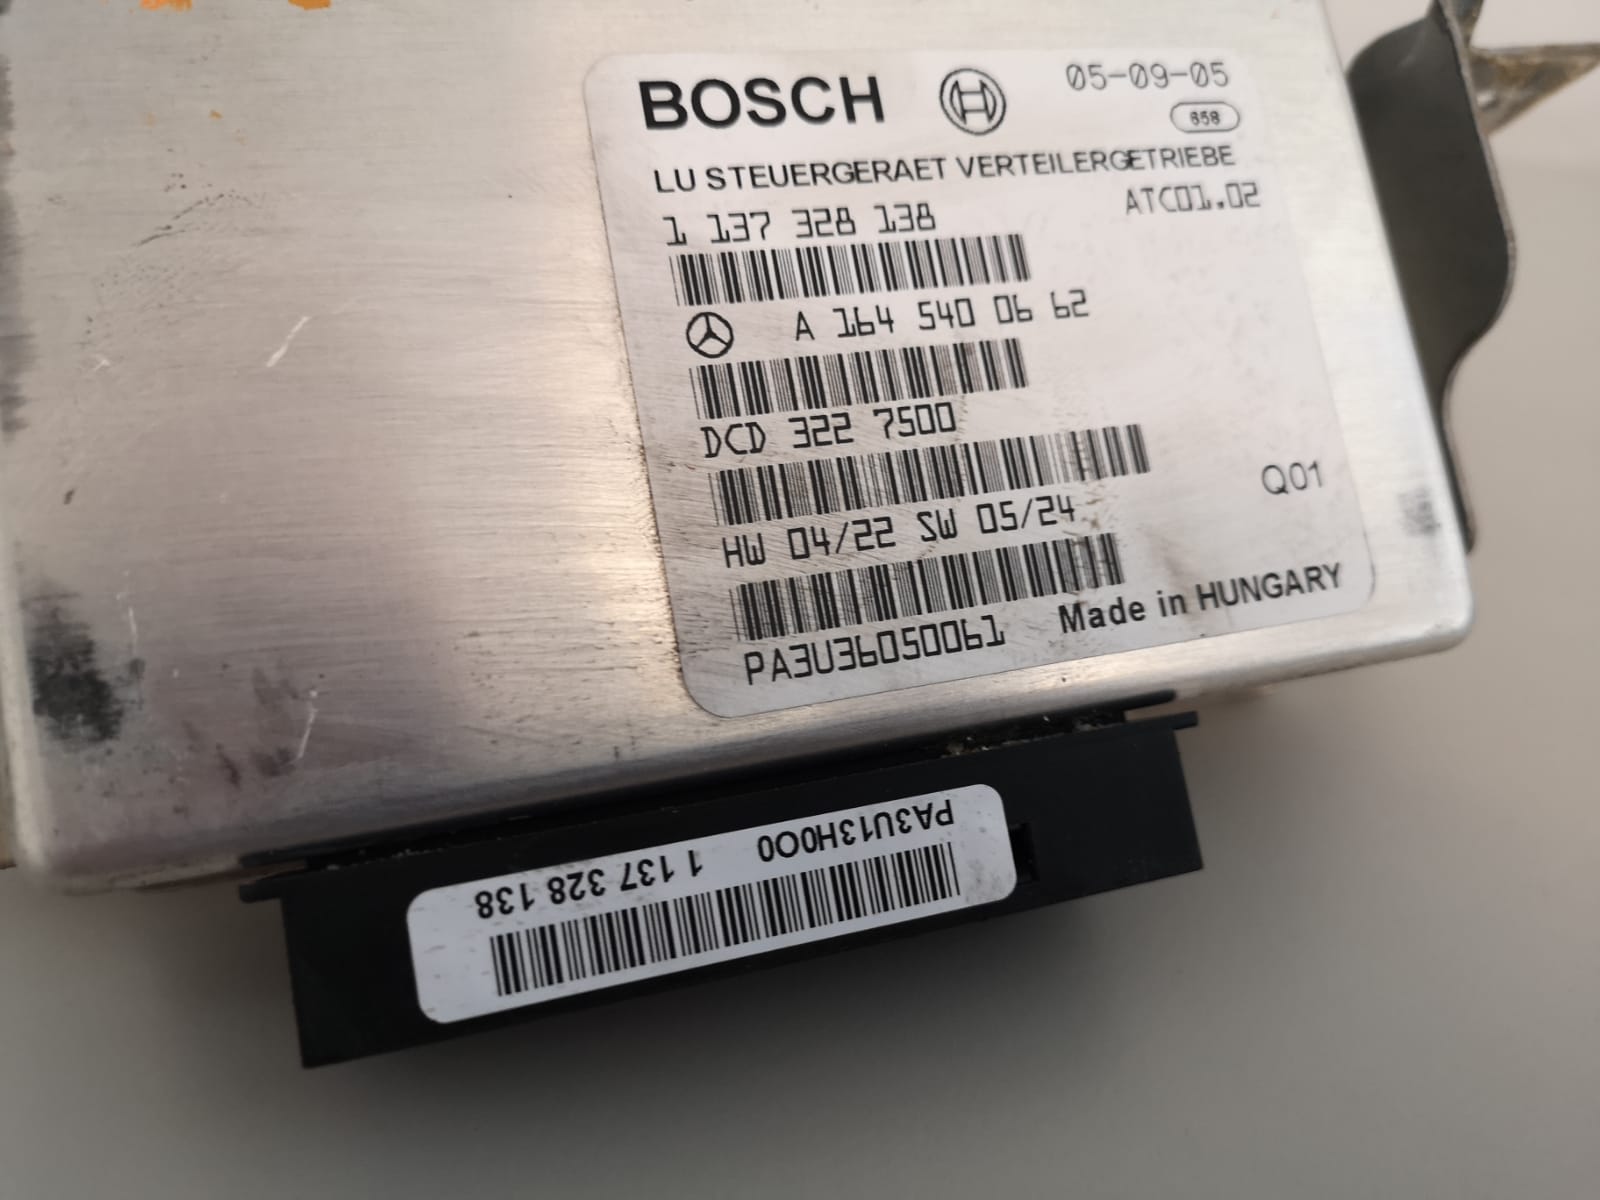 BOSCH 05-09-05
658
LU STEUERGERAET VERTEILERGETRIEBE
1 137 328 138 ATC01.02
A 164 540 06 62
DCD 322 7500
HW 04/22 SW 05/24 Q01
PA3U36050061 Made in HUNGARY
1 137 328 138 PA3U13H0O0